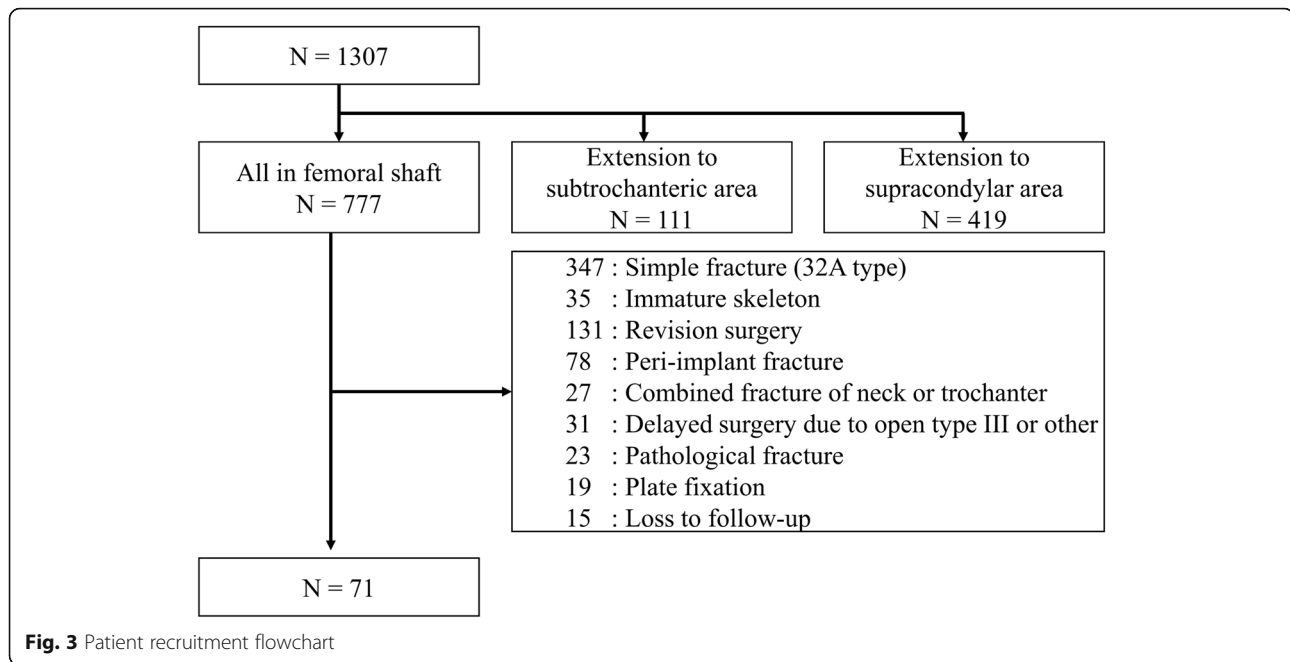 N = 1307
All in femoral shaft
N = 777
Extension to
subtrochanteric area
N = 111
Extension to
supracondylar area
N = 419
347 : Simple fracture (32A type)
35 : Immature skeleton
131 : Revision surgery
78 : Peri-implant fracture
27 : Combined fracture of neck or trochanter
31 : Delayed surgery due to open type III or other
23 : Pathological fracture
19 : Plate fixation
15 : Loss to follow-up
N = 71
Fig. 3 Patient recruitment flowchart